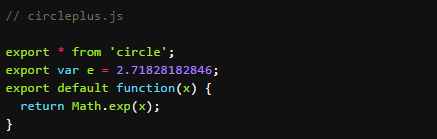 // circleplus.js
export * from 'circle';
export var e = 2.71828182846;
export default function(x) {
  return Math.exp(x);
}